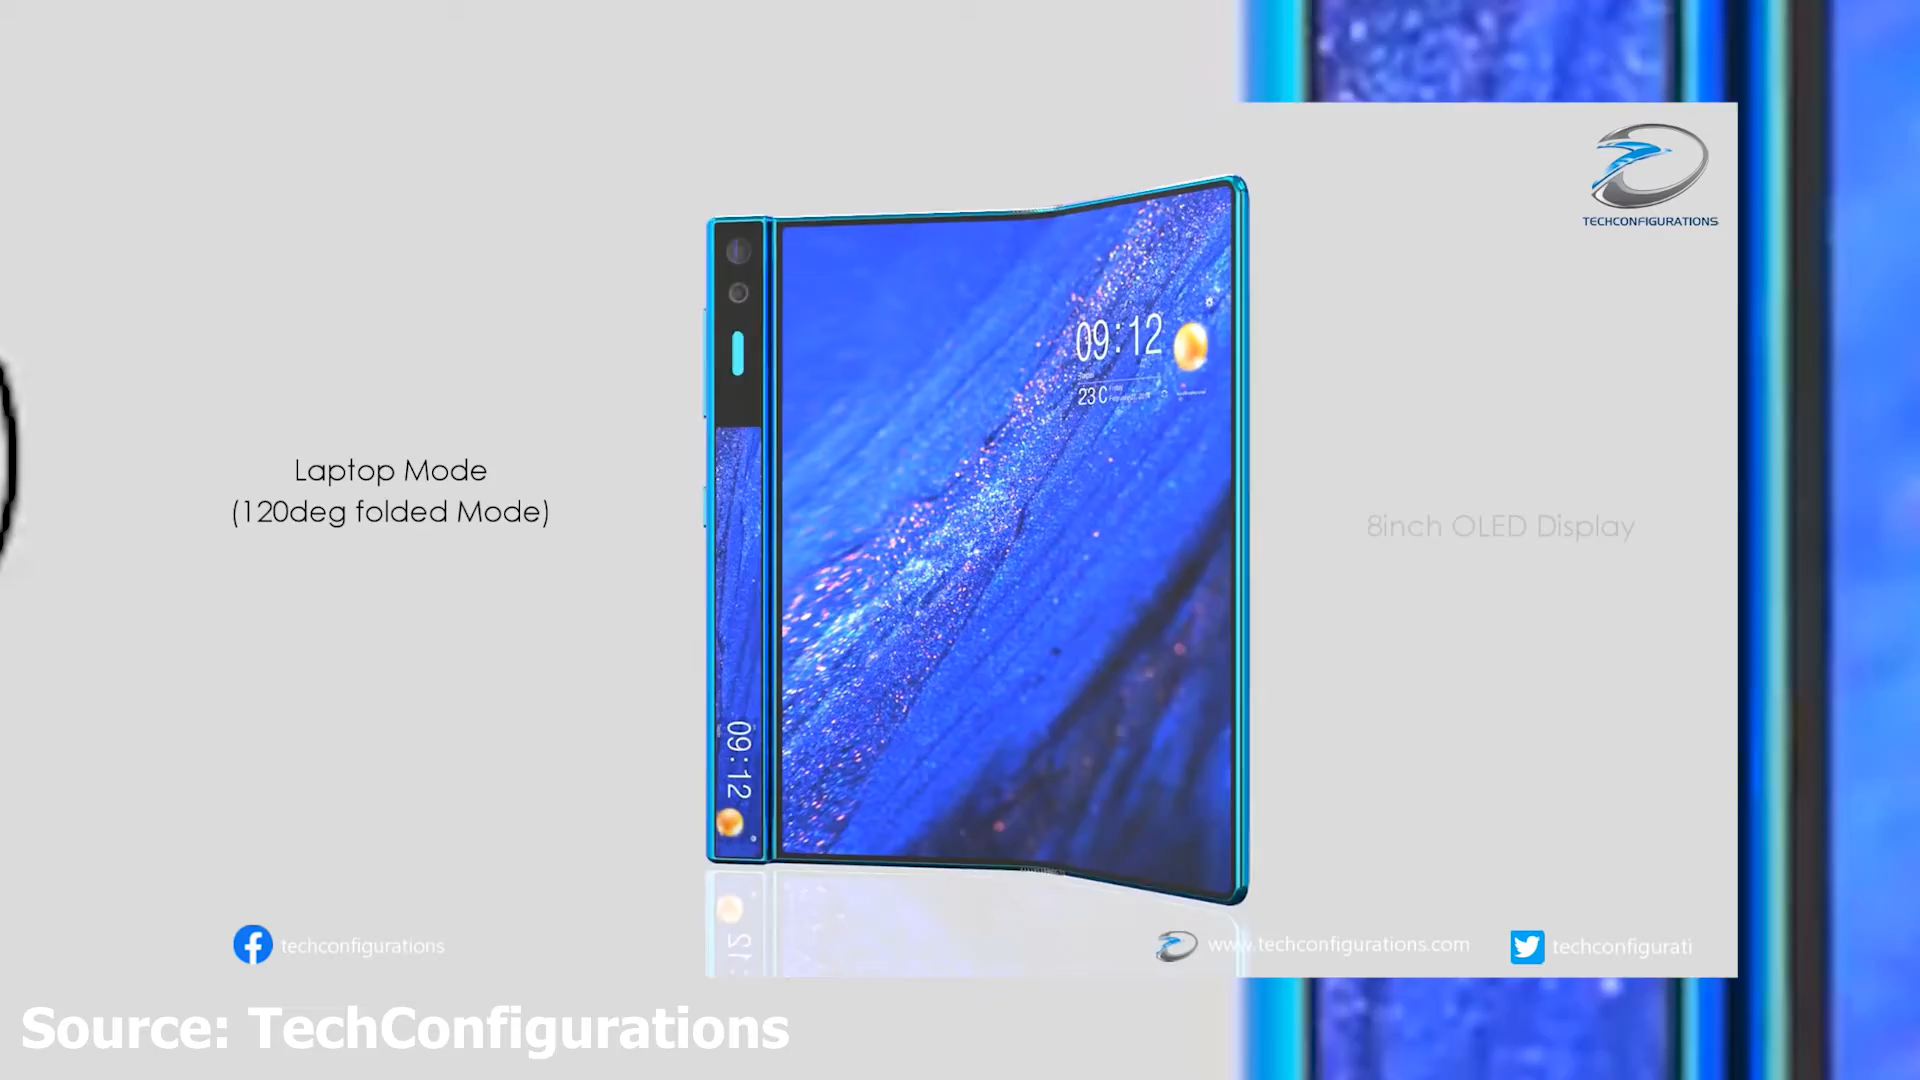 TECHCONFIGURATIONS
09:12
23C
Laptop Mode
(120deg folded Mode)
8inch OLED Display
09:12
techconfigurations
www.techconfigurations.com
techconfigurati
Source: TechConfigurations